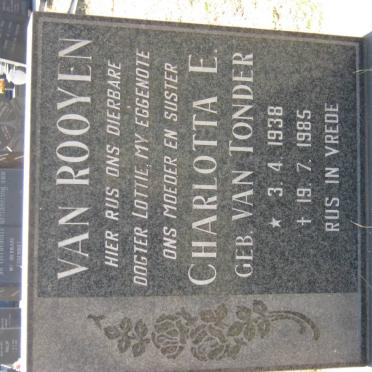 VAN ROOYEN
HIER RUS ONS DIERBARE
DOGTER LOTTIE, MY EGGENOTE
ONS MOEDER EN SUSTER
CHARLOTTA E.
GEB. VAN TONDER
★ 3. 4. 1938
+ 19. 7. 1985
RUS IN VREDE